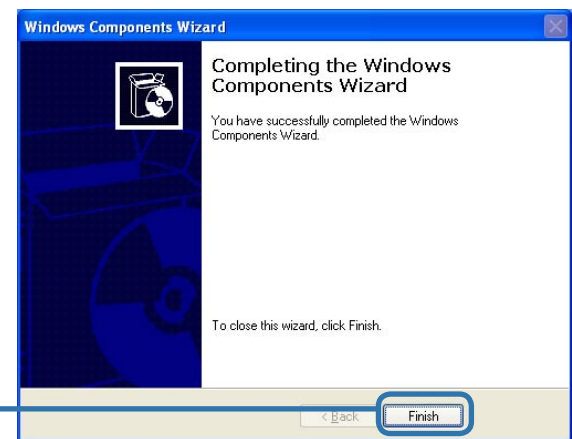 Windows Components Wizard
Completing the Windows
Components Wizard
You have successfully completed the Windows
Components Wizard.
To close this wizard, click Finish.
< Back
Finish